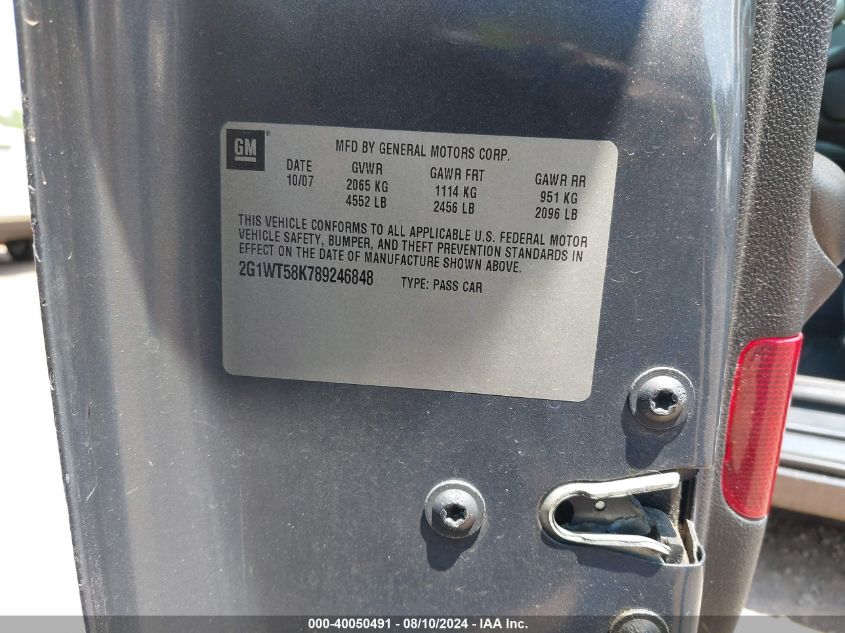 GM ®
MFD BY GENERAL MOTORS CORP.
DATE GVWR GAWR FRT GAWR RR
10/07 2065 KG 1114 KG 951 KG
4552 LB 2456 LB 2096 LB
THIS VEHICLE CONFORMS TO ALL APPLICABLE U.S. FEDERAL MOTOR
VEHICLE SAFETY, BUMPER, AND THEFT PREVENTION STANDARDS IN
EFFECT ON THE DATE OF MANUFACTURE SHOWN ABOVE.
2G1WT58K789246848 TYPE: PASS CAR
000-40050491 - 08/10/2024 - IAAI, Inc.